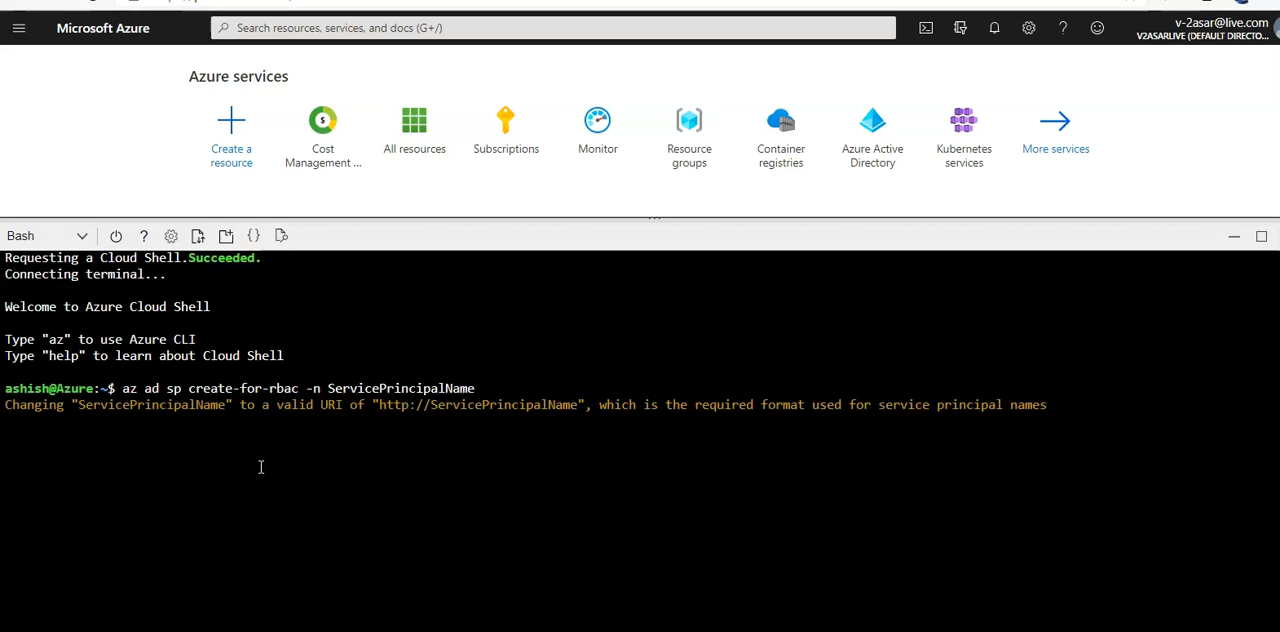 Microsoft Azure
Search resources, services, and docs (G+/)
v-2asar@live.com
V2ASARLIVE (DEFAULT DIRECTO...
Azure services
Create a resource
Cost Management ...
All resources
Subscriptions
Monitor
Resource groups
Container registries
Azure Active Directory
Kubernetes services
More services
Bash
Requesting a Cloud Shell.Succeeded.
Connecting terminal...
Welcome to Azure Cloud Shell
Type "az" to use Azure CLI
Type "help" to learn about Cloud Shell
ashish@Azure:~$ az ad sp create-for-rbac -n ServicePrincipalName
Changing "ServicePrincipalName" to a valid URI of "http://ServicePrincipalName", which is the required format used for service principal names